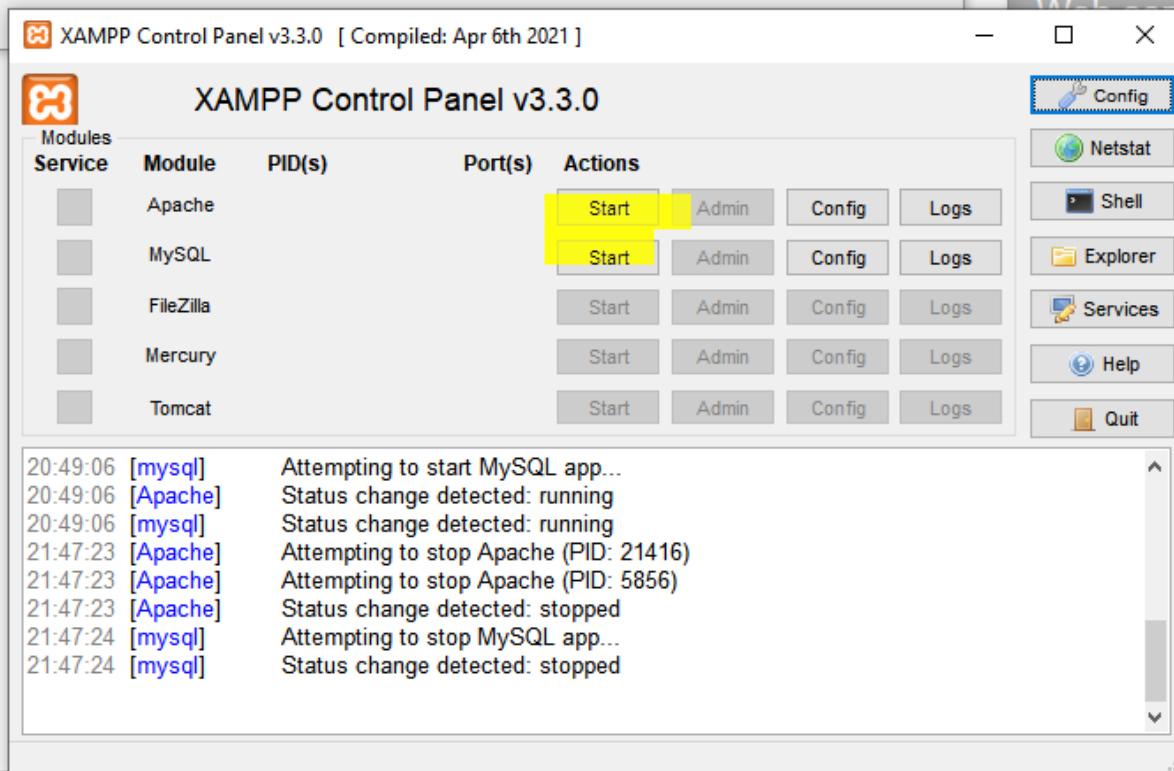 XAMPP Control Panel v3.3.0 [ Compiled: Apr 6th 2021 ]
XAMPP Control Panel v3.3.0
Config
Modules
Service Module PID(s) Port(s) Actions
Netstat
Apache Start Admin Config Logs
Shell
MySQL Start Admin Config Logs
Explorer
FileZilla Start Admin Config Logs
Services
Mercury Start Admin Config Logs
Help
Tomcat Start Admin Config Logs
Quit
20:49:06 [mysql] Attempting to start MySQL app...
20:49:06 [Apache] Status change detected: running
20:49:06 [mysql] Status change detected: running
21:47:23 [Apache] Attempting to stop Apache (PID: 21416)
21:47:23 [Apache] Attempting to stop Apache (PID: 5856)
21:47:23 [Apache] Status change detected: stopped
21:47:24 [mysql] Attempting to stop MySQL app...
21:47:24 [mysql] Status change detected: stopped